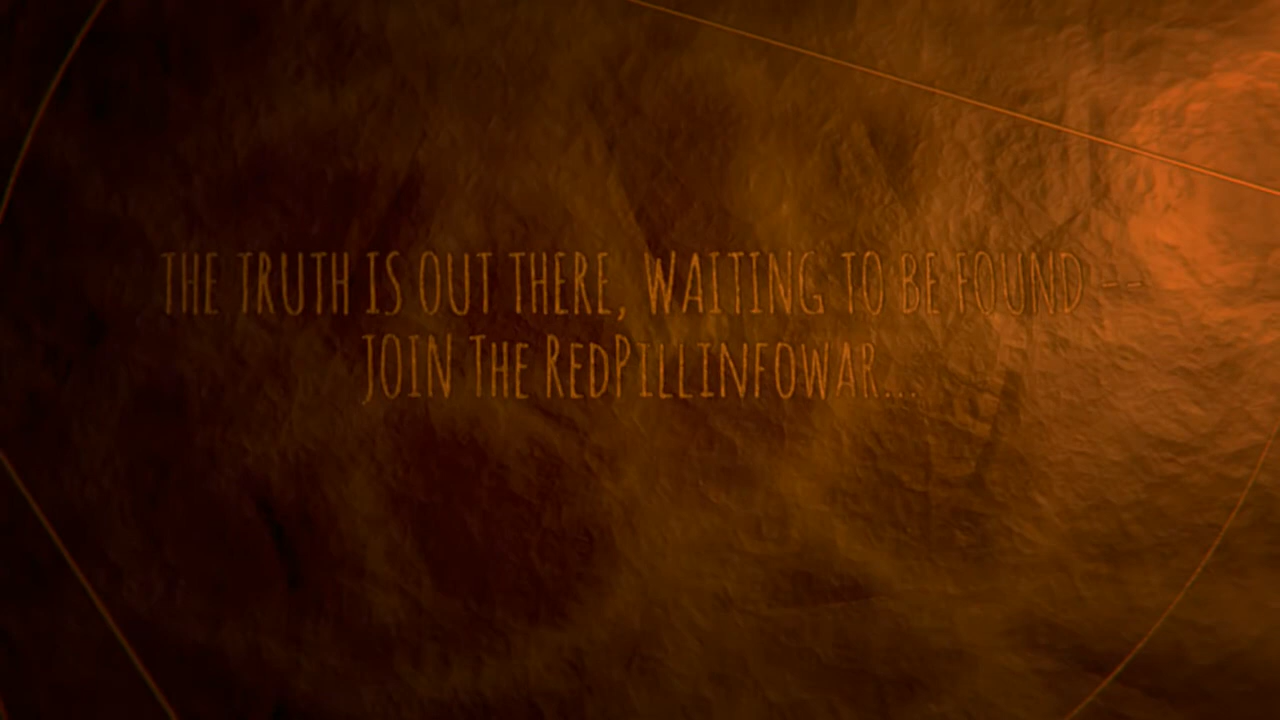 THE TRUTH IS OUT THERE, WAITING TO BE FOUND --
JOIN THE REDPILLINFOWAR...